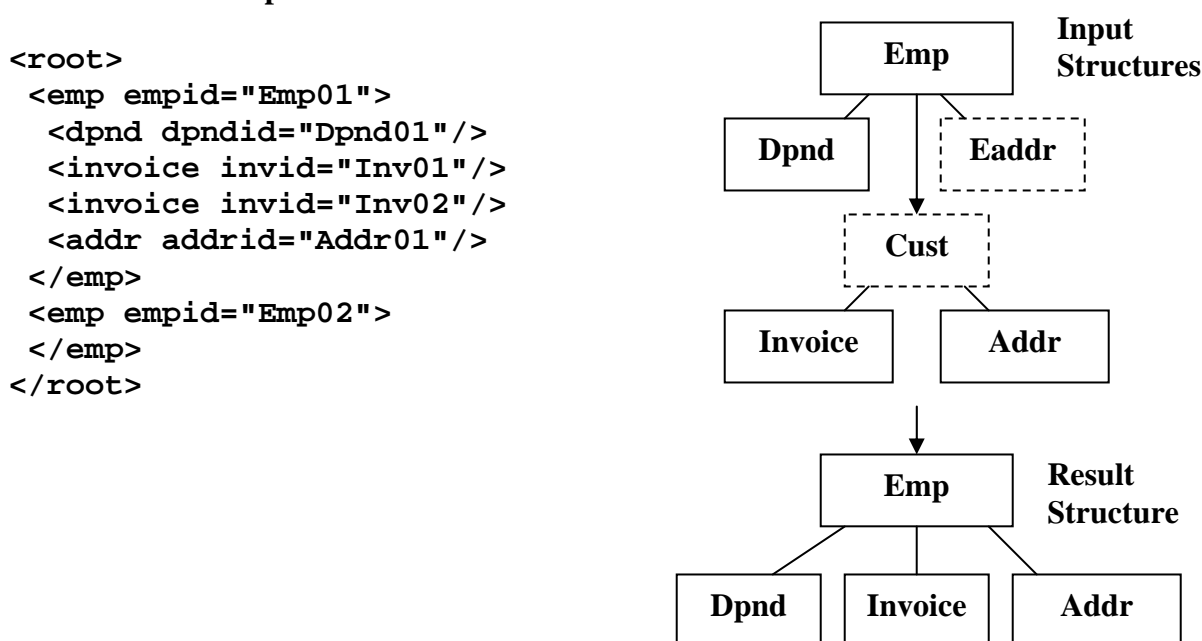 <root>
<emp empid="Emp01">
<dpnd dpndid="Dpnd01"/>
<invoice invid="Inv01"/>
<invoice invid="Inv02"/>
<addr addrid="Addr01"/>
</emp>
<emp empid="Emp02">
</emp>
</root>
Input
Structures
Emp
Dpnd
Eaddr
Cust
Invoice
Addr
Result
Structure
Emp
Dpnd
Invoice
Addr